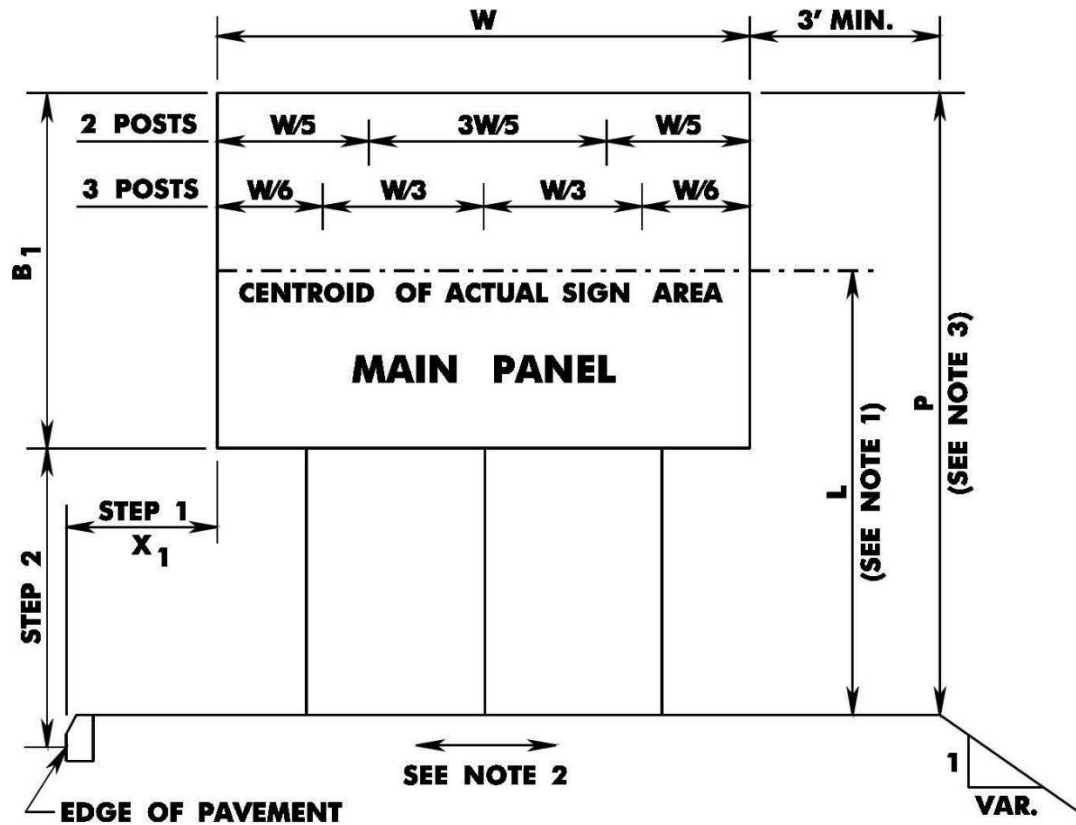 W
3' MIN.
2 POSTS
W/5
3W/5
W/5
3 POSTS
W/6
W/3
W/3
W/6
B1
CENTROID OF ACTUAL SIGN AREA
MAIN PANEL
L
(SEE NOTE 1)
P
(SEE NOTE 3)
STEP 1
X1
STEP 2
SEE NOTE 2
EDGE OF PAVEMENT
1
VAR.